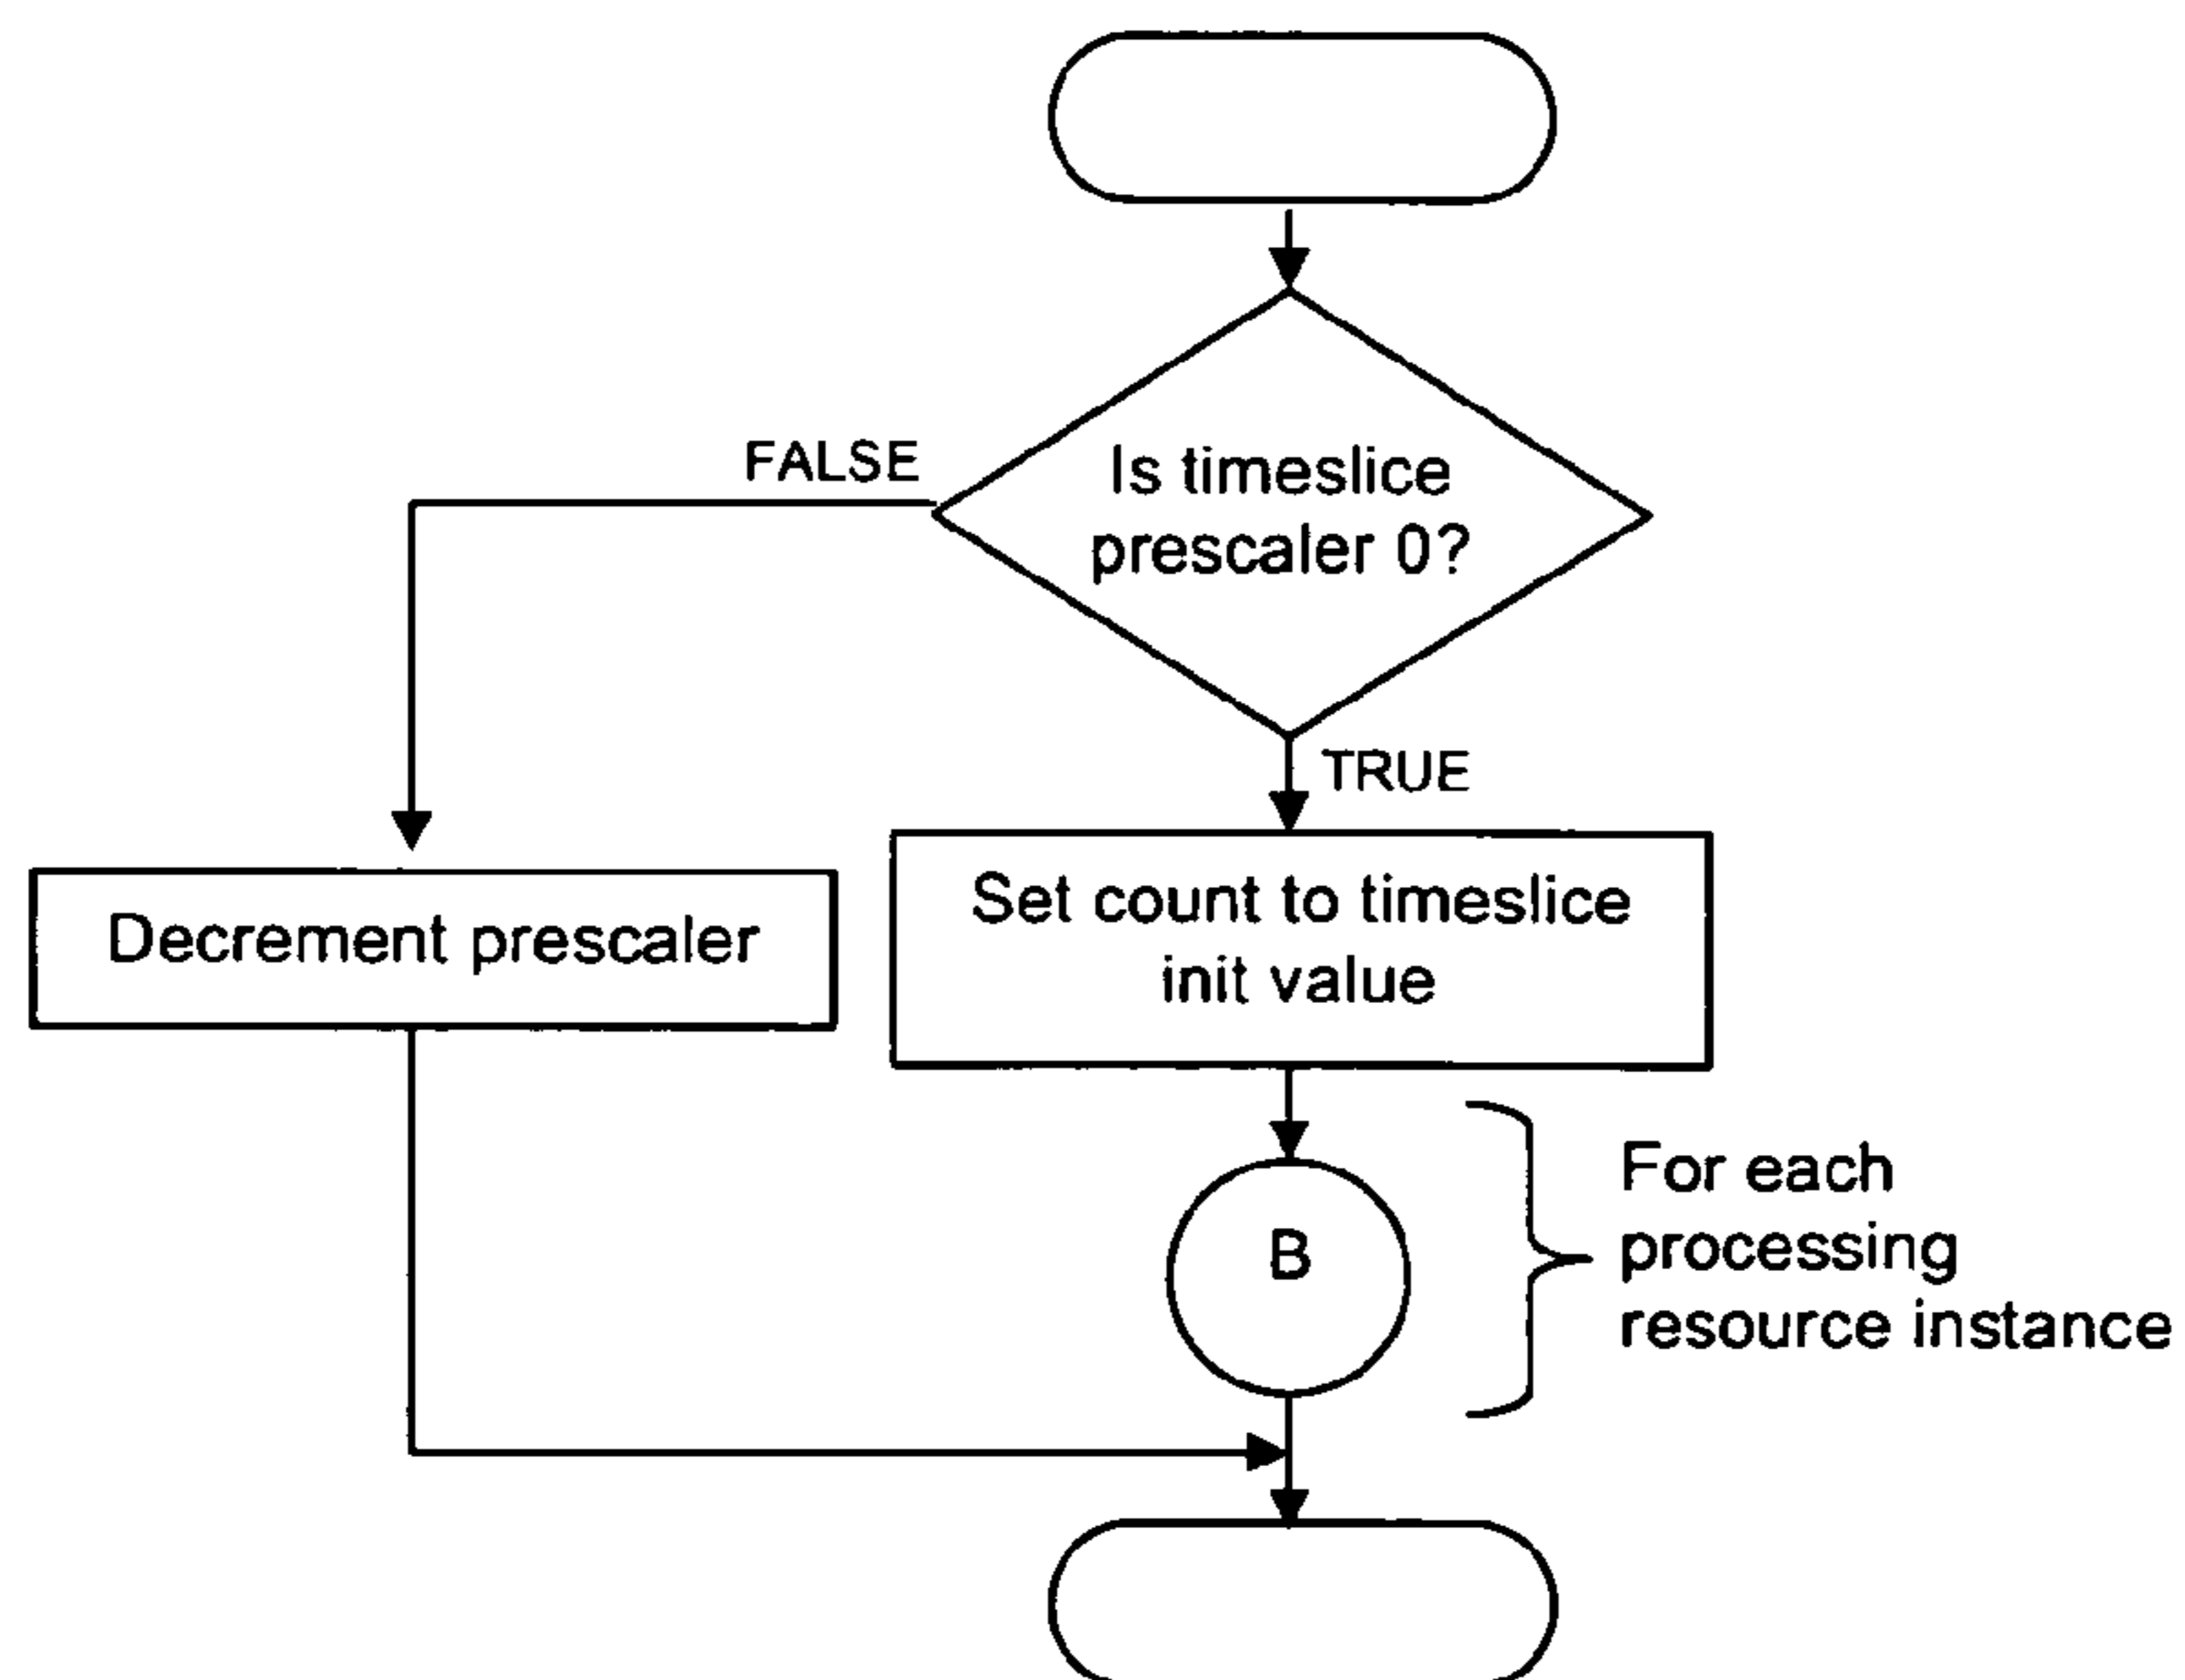 FALSE
Is timeslice
prescaler 0?
TRUE
Decrement prescaler
Set count to timeslice
init value
B
For each
processing
resource instance